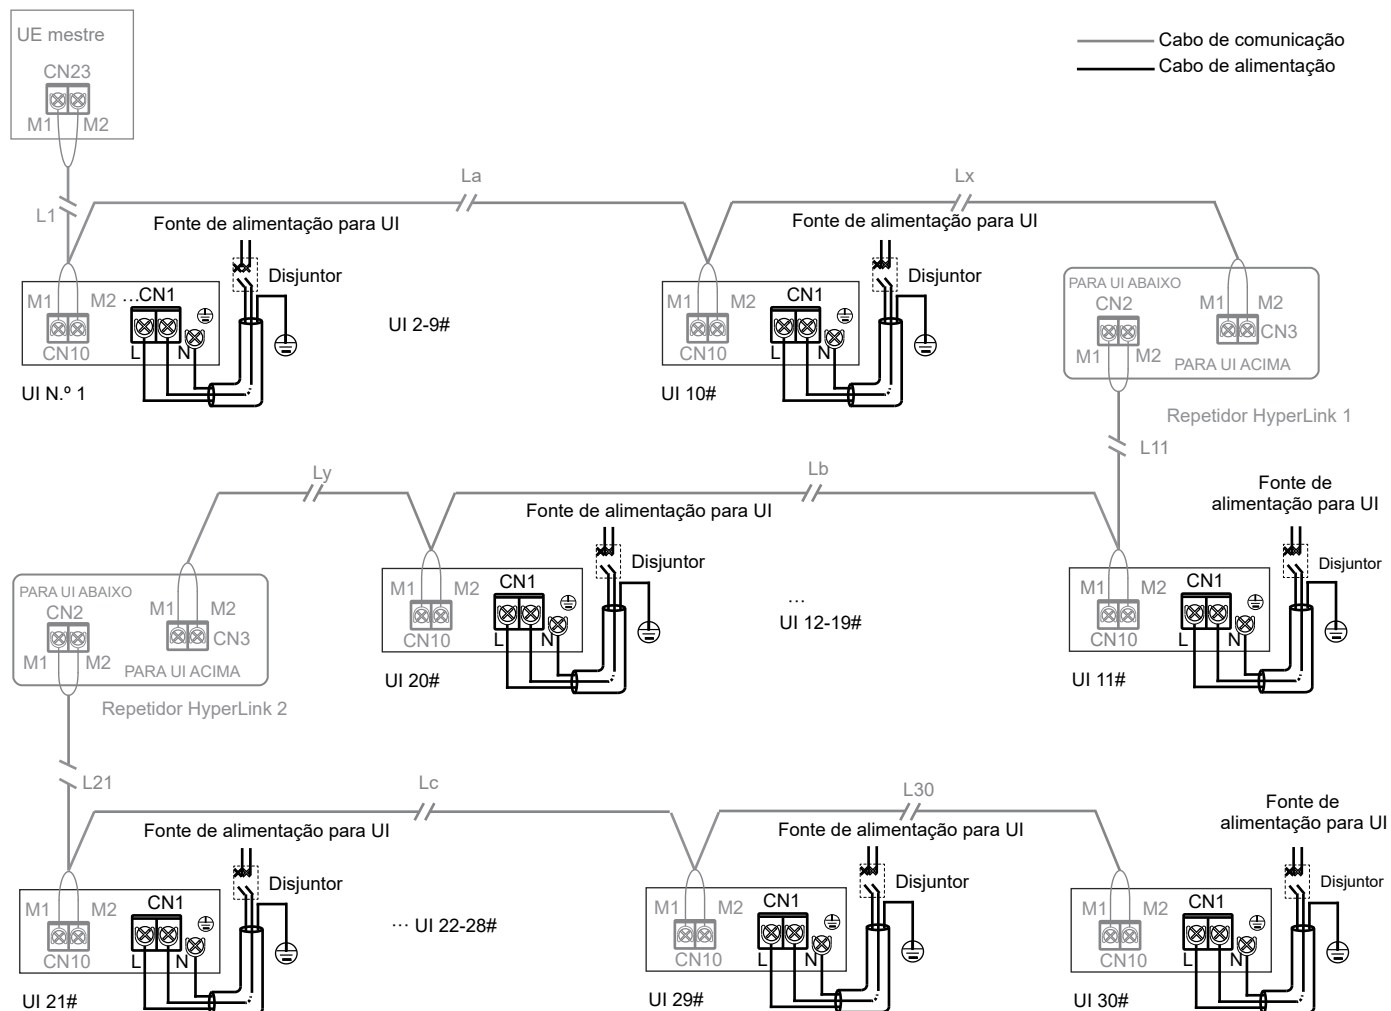 UE mestre
CN23
M1
M2
Cabo de comunicação
Cabo de alimentação
L1
La
Lx
Fonte de alimentação para UI
Disjuntor
M1
M2
...CN1
CN10
L
N
UI N.º 1
UI 2-9#
Fonte de alimentação para UI
Disjuntor
M1
M2
CN1
CN10
L
N
UI 10#
PARA UI ABAIXO
CN2
M1
M2
M1
M2
CN3
PARA UI ACIMA
Repetidor HyperLink 1
L11
Ly
Lb
PARA UI ABAIXO
CN2
M1
M2
M1
M2
CN3
PARA UI ACIMA
Repetidor HyperLink 2
Fonte de alimentação para UI
Disjuntor
M1
M2
CN1
CN10
L
N
UI 20#
...
UI 12-19#
Fonte de
alimentação para UI
Disjuntor
M1
M2
CN1
CN10
L
N
UI 11#
L21
Lc
L30
Fonte de alimentação para UI
Disjuntor
M1
M2
CN1
CN10
L
N
UI 21#
... UI 22-28#
Fonte de alimentação para UI
Disjuntor
M1
M2
CN1
CN10
L
N
UI 29#
Fonte de
alimentação para UI
Disjuntor
M1
M2
CN1
CN10
L
N
UI 30#